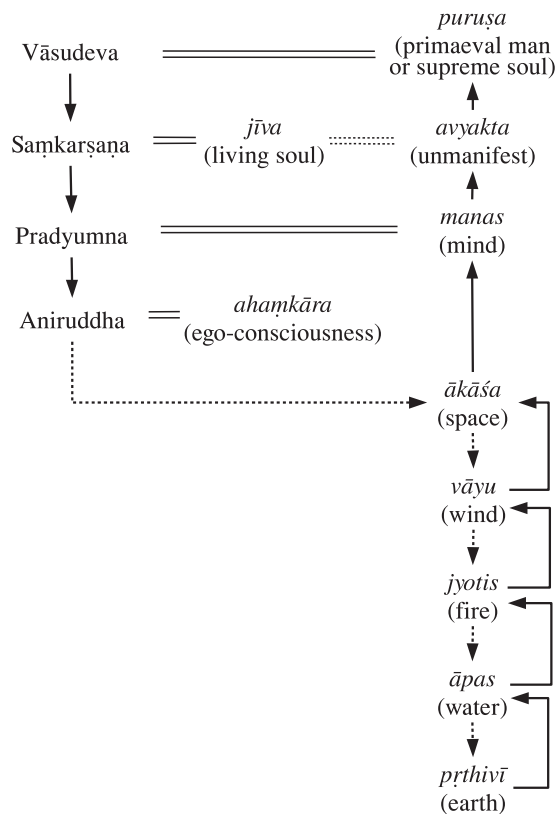 puruṣa
Vāsudeva
(primaeval man
or supreme soul)
jīva
avyakta
Saṃkarṣaṇa
(living soul)
(unmanifest)
manas
Pradyumna
(mind)
ahaṃkāra
Aniruddha
(ego-consciousness)
ākāśa
(space)
vāyu
(wind)
jyotis
(fire)
āpas
(water)
pṛthivī
(earth)